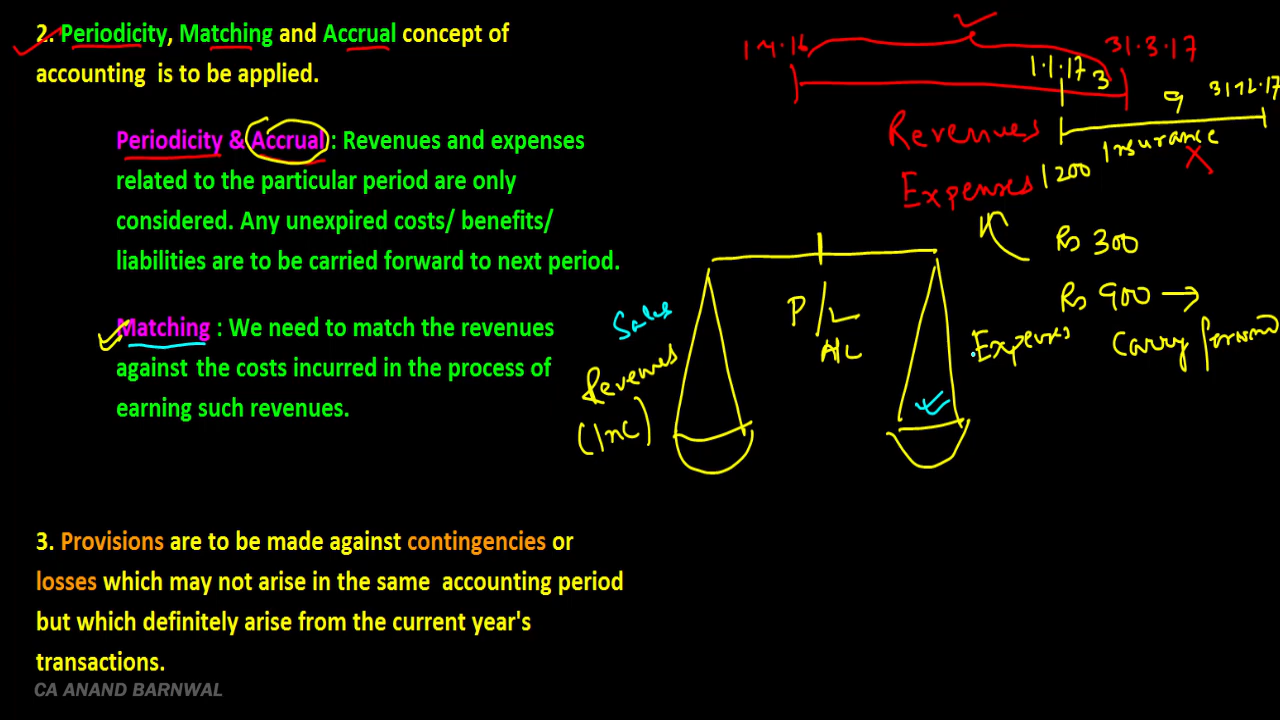 2. Periodicity, Matching and Accrual concept of
accounting is to be applied.
Periodicity & Accrual : Revenues and expenses
related to the particular period are only
considered. Any unexpired costs/ benefits/
liabilities are to be carried forward to next period.
Matching : We need to match the revenues
against the costs incurred in the process of
earning such revenues.
3. Provisions are to be made against contingencies or
losses which may not arise in the same accounting period
but which definitely arise from the current year's
transactions.
CA ANAND BARNWAL
1.4.16
31.3.17
1.1.17 3
9 31.12.17
Revenues
Insurance
Expenses 1200
Rs 300
Rs 900 →
Carry forward
P/L
A/c
Sales
Revenues
(Inc)
Expenses